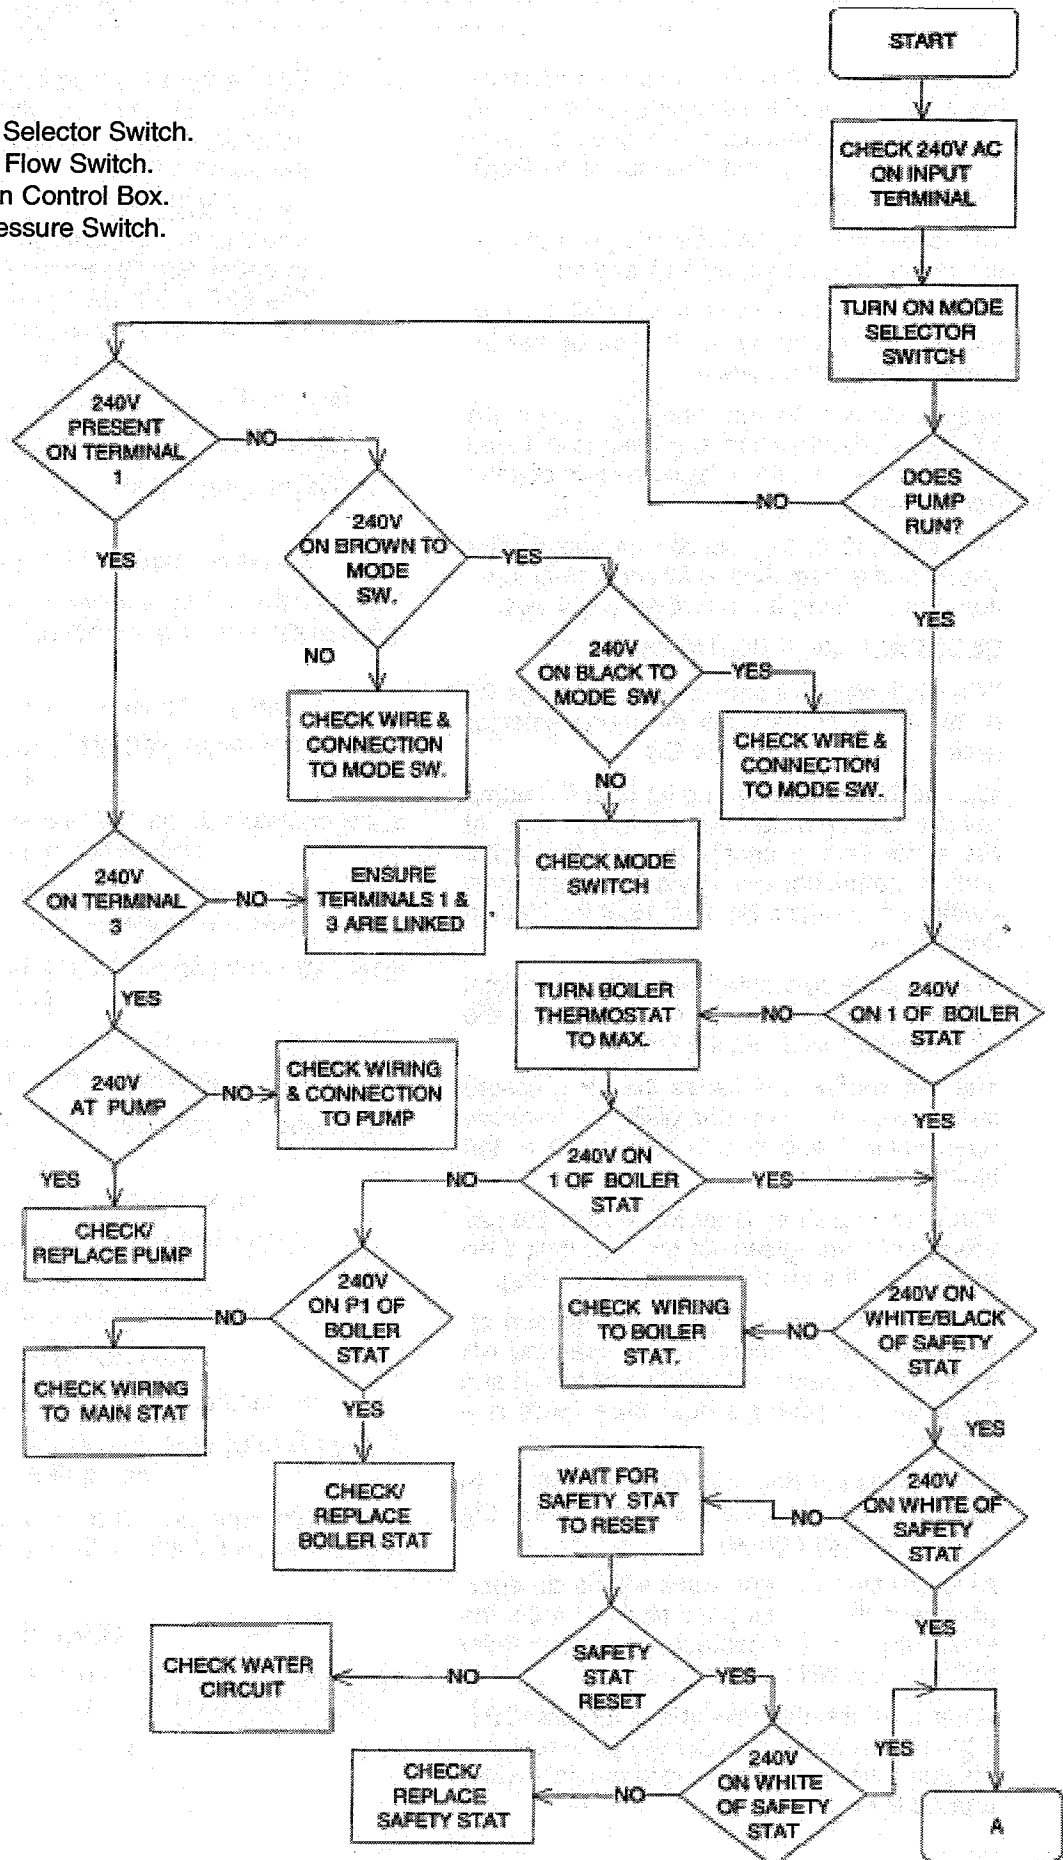 START
Selector Switch.
Flow Switch.
Control Box.
Switch.
CHECK 240V AC
ON INPUT
TERMINAL
TURN ON MODE
SELECTOR
SWITCH
DOES
PUMP
RUN?
NO
YES
240V
PRESENT
ON TERMINAL
1
NO
YES
240V
ON BROWN TO
MODE
SW.
YES
NO
CHECK WIRE &
CONNECTION
TO MODE SW.
240V
ON BLACK TO
MODE SW.
YES
NO
CHECK WIRE &
CONNECTION
TO MODE SW.
CHECK MODE
SWITCH
240V
ON TERMINAL
3
NO
YES
ENSURE
TERMINALS 1 &
3 ARE LINKED
240V
AT PUMP
NO
YES
CHECK WIRING
& CONNECTION
TO PUMP
CHECK/
REPLACE PUMP
240V
ON 1 OF BOILER
STAT
NO
YES
TURN BOILER
THERMOSTAT
TO MAX.
240V ON
1 OF BOILER
STAT
NO
YES
240V
ON P1 OF
BOILER
STAT
NO
YES
CHECK WIRING
TO MAIN STAT
CHECK/
REPLACE
BOILER STAT
240V ON
WHITE/BLACK
OF SAFETY
STAT
NO
YES
CHECK WIRING
TO BOILER
STAT.
240V
ON WHITE OF
SAFETY
STAT
NO
YES
WAIT FOR
SAFETY STAT
TO RESET
SAFETY
STAT
RESET
NO
YES
CHECK WATER
CIRCUIT
240V
ON WHITE
OF SAFETY
STAT
NO
YES
CHECK/
REPLACE
SAFETY STAT
A